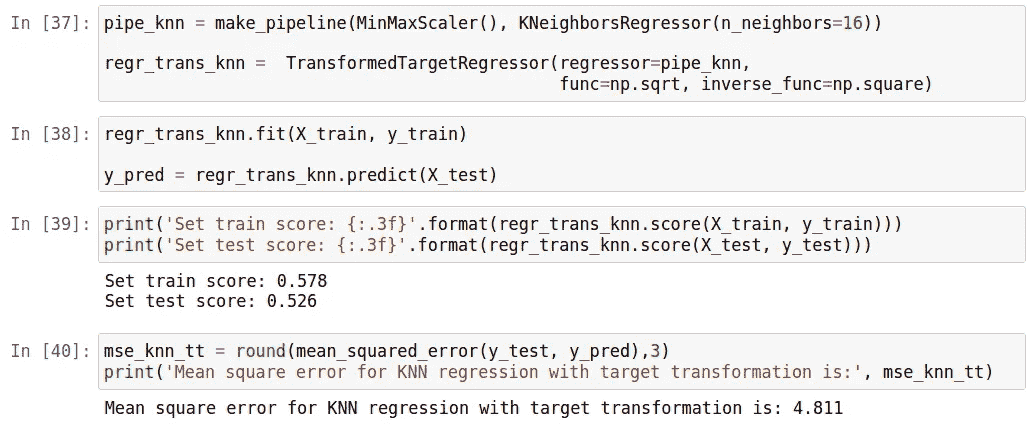 In [37]: pipe_knn = make_pipeline(MinMaxScaler(), KNeighborsRegressor(n_neighbors=16))
regr_trans_knn =  TransformedTargetRegressor(regressor=pipe_knn,
func=np.sqrt, inverse_func=np.square)
In [38]: regr_trans_knn.fit(X_train, y_train)
y_pred = regr_trans_knn.predict(X_test)
In [39]: print('Set train score: {:.3f}'.format(regr_trans_knn.score(X_train, y_train)))
print('Set test score: {:.3f}'.format(regr_trans_knn.score(X_test, y_test)))
Set train score: 0.578
Set test score: 0.526
In [40]: mse_knn_tt = round(mean_squared_error(y_test, y_pred),3)
print('Mean square error for KNN regression with target transformation is:', mse_knn_tt)
Mean square error for KNN regression with target transformation is: 4.811